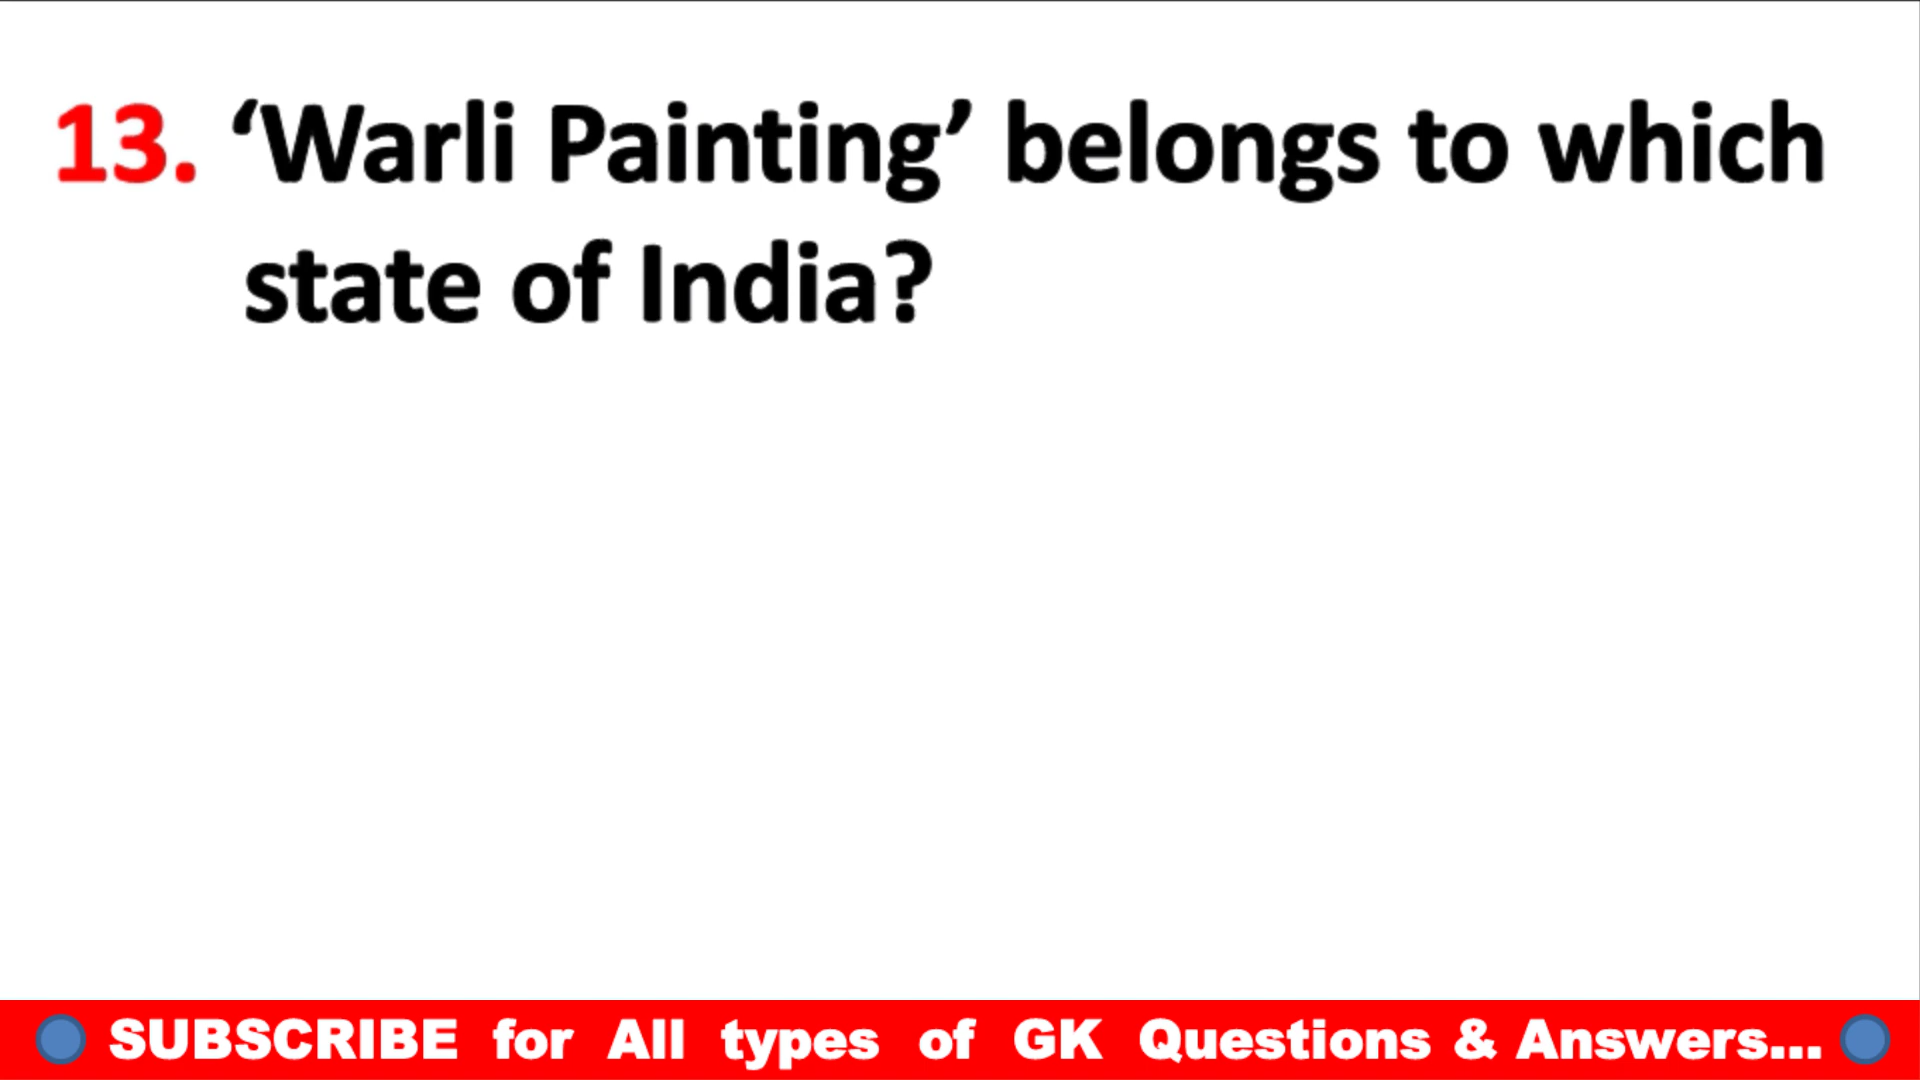 13. ‘Warli Painting’ belongs to which
state of India?
SUBSCRIBE for All types of GK Questions & Answers...